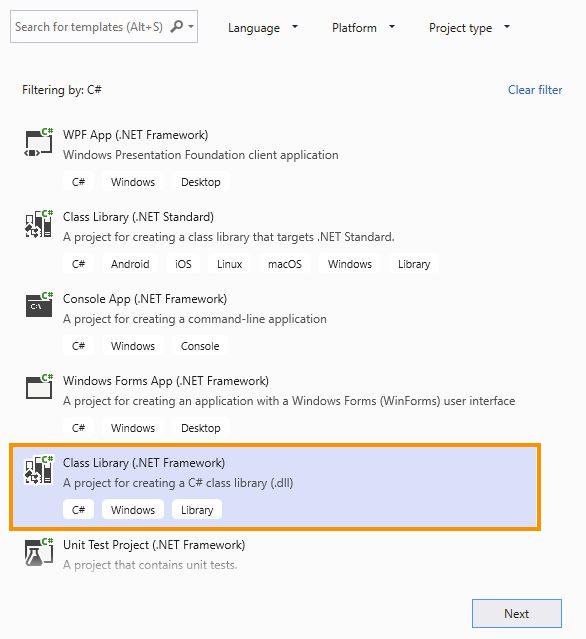 Search for templates (Alt+S)
Language
Platform
Project type
Filtering by: C#
Clear filter
C#
WPF App (.NET Framework)
Windows Presentation Foundation client application
C# Windows Desktop
C#
Class Library (.NET Standard)
A project for creating a class library that targets .NET Standard.
C# Android iOS Linux macOS Windows Library
C#
C:\
Console App (.NET Framework)
A project for creating a command-line application
C# Windows Console
C#
Windows Forms App (.NET Framework)
A project for creating an application with a Windows Forms (WinForms) user interface
C# Windows Desktop
C#
Class Library (.NET Framework)
A project for creating a C# class library (.dll)
C# Windows Library
C#
Unit Test Project (.NET Framework)
A project that contains unit tests.
Next